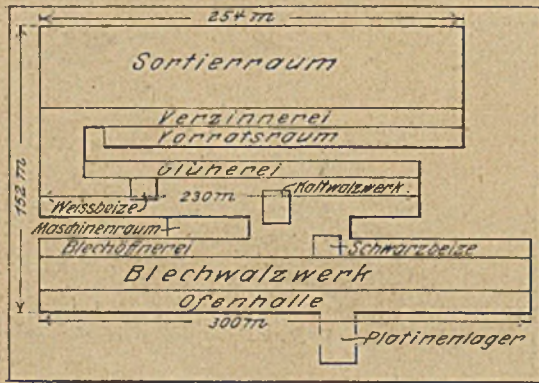 254 m
Sortierraum
Verzinnerei
Vorratsraum
Glüherei
152 m
Kaltwalzwerk
Weissbeize
230 m
Maschinenraum
Blechöffnerei
Schwarzbeize
Blechwalzwerk
Ofenhalle
300 m
Platinenlager